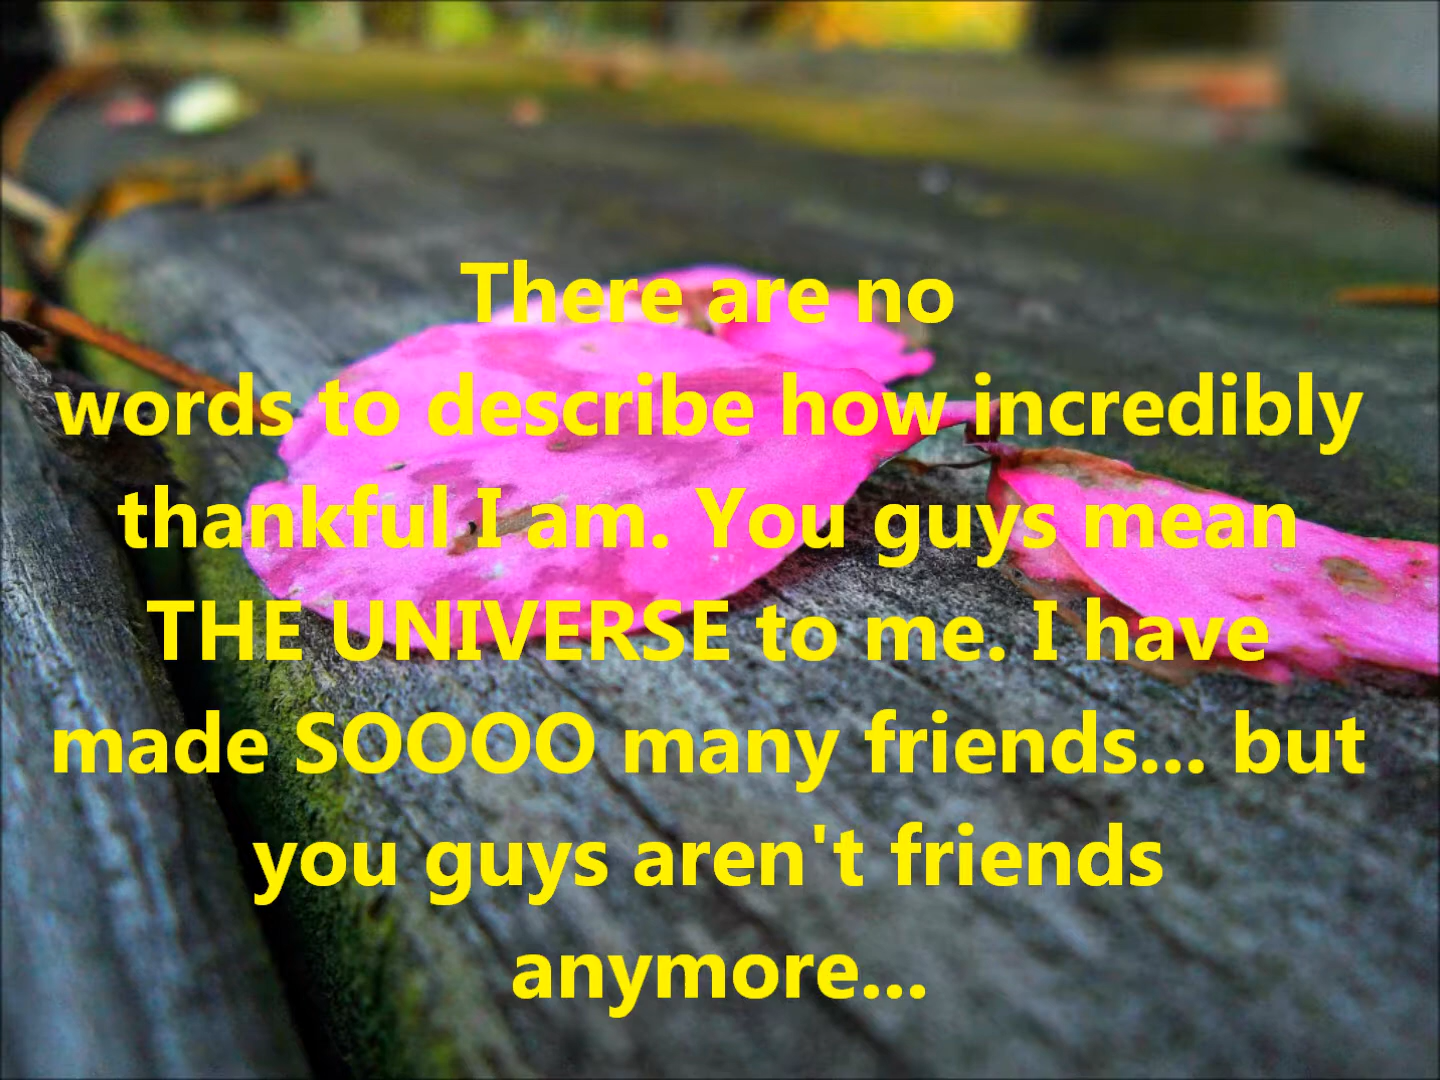 There are no
words to describe how incredibly
thankful I am. You guys mean
THE UNIVERSE to me. I have
made SOOOO many friends... but
you guys aren't friends
anymore...